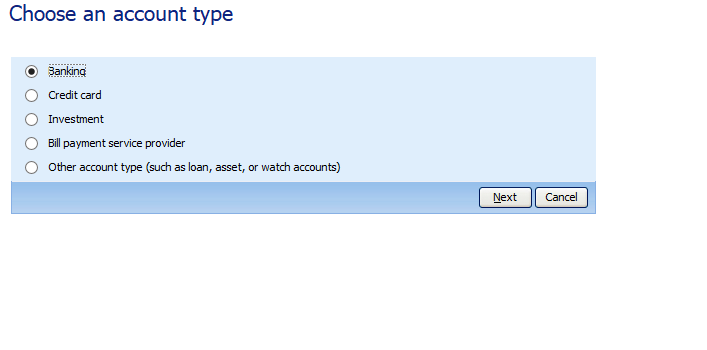 Choose an account type
Banking
Credit card
Investment
Bill payment service provider
Other account type (such as loan, asset, or watch accounts)
Next Cancel